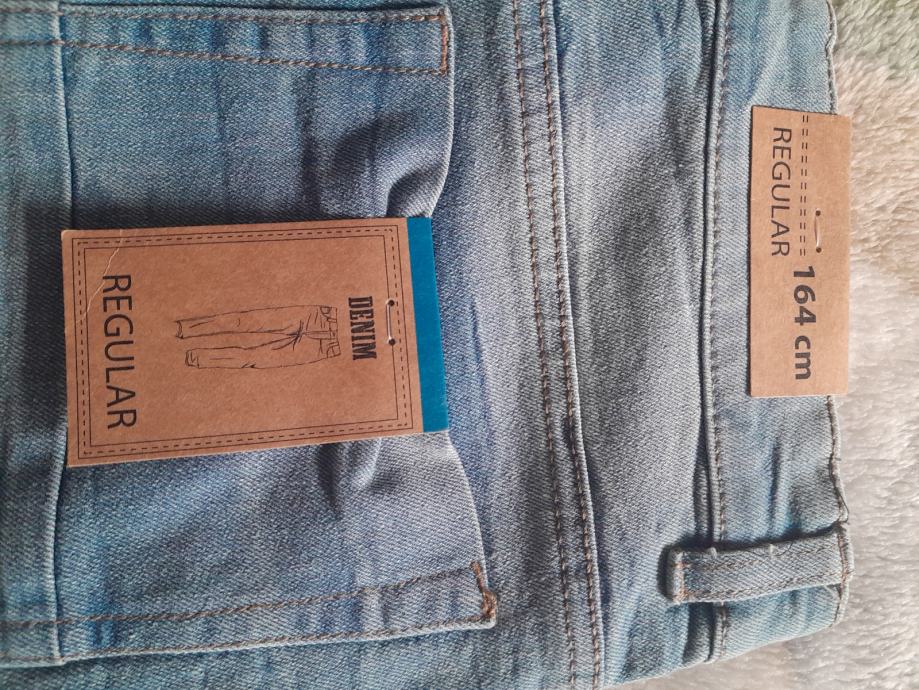 REGULAR
164 cm
DENIM
REGULAR